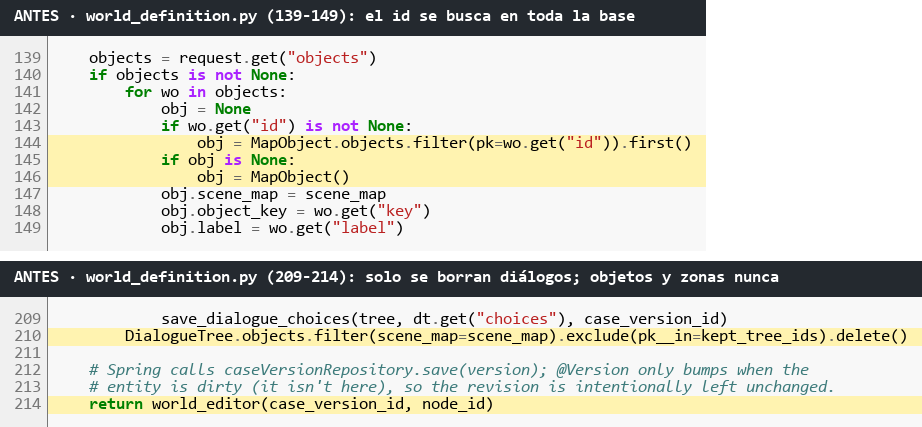 ANTES · world_definition.py (139-149): el id se busca en toda la base
139    objects = request.get("objects")
140    if objects is not None:
141        for wo in objects:
142            obj = None
143            if wo.get("id") is not None:
144                obj = MapObject.objects.filter(pk=wo.get("id")).first()
145            if obj is None:
146                obj = MapObject()
147            obj.scene_map = scene_map
148            obj.object_key = wo.get("key")
149            obj.label = wo.get("label")
ANTES · world_definition.py (209-214): solo se borran diálogos; objetos y zonas nunca
209            save_dialogue_choices(tree, dt.get("choices"), case_version_id)
210        DialogueTree.objects.filter(scene_map=scene_map).exclude(pk__in=kept_tree_ids).delete()
211
212    # Spring calls caseVersionRepository.save(version); @Version only bumps when the
213    # entity is dirty (it isn't here), so the revision is intentionally left unchanged.
214    return world_editor(case_version_id, node_id)